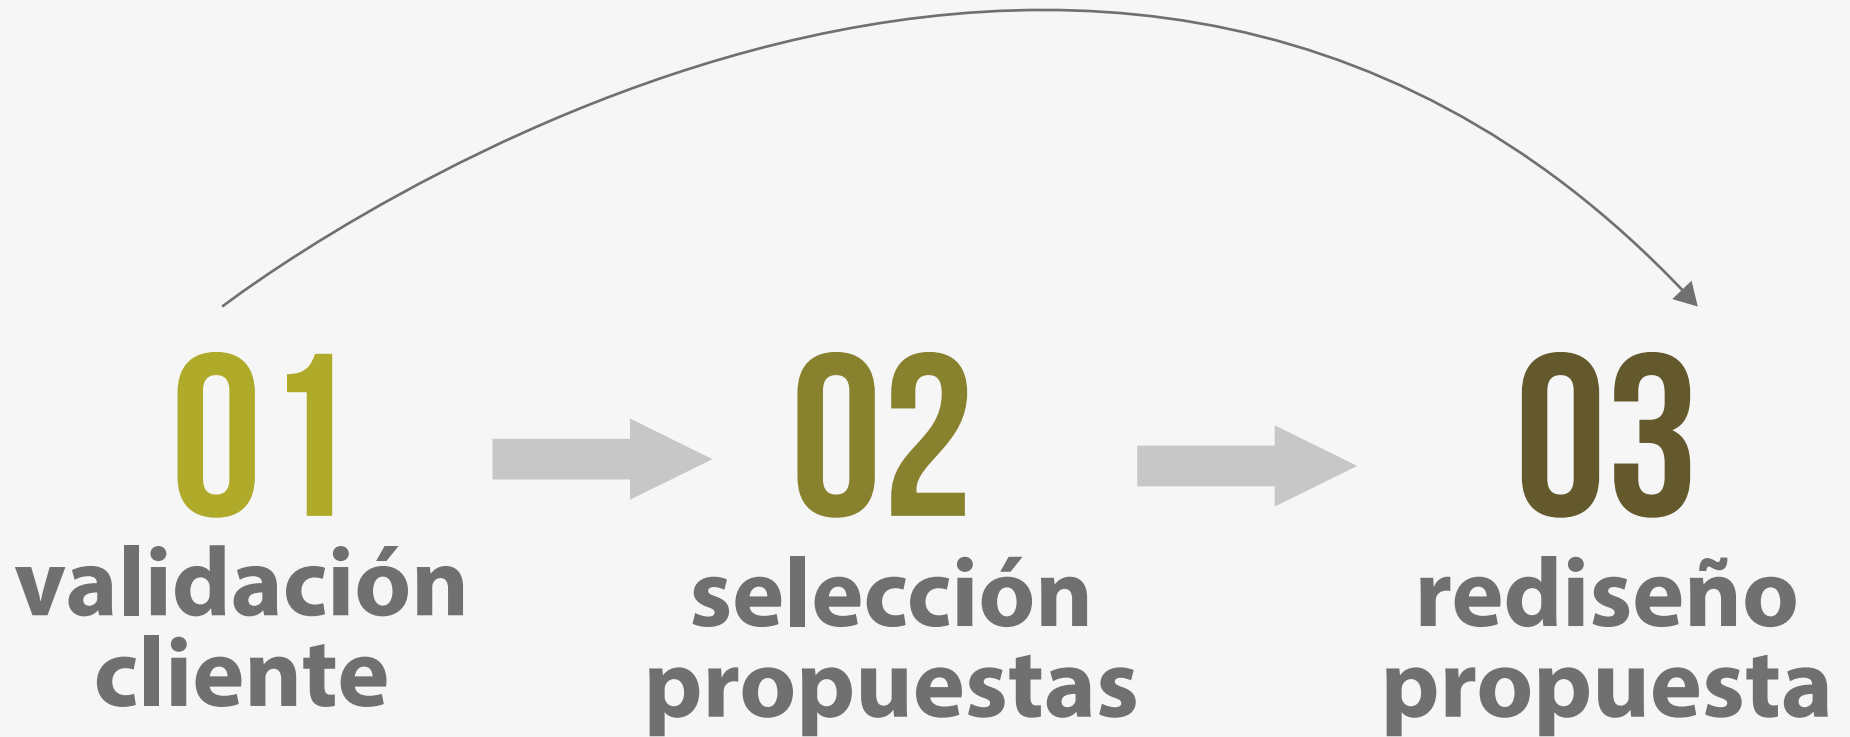 01
validación
cliente
02
selección
propuestas
03
rediseño
propuesta